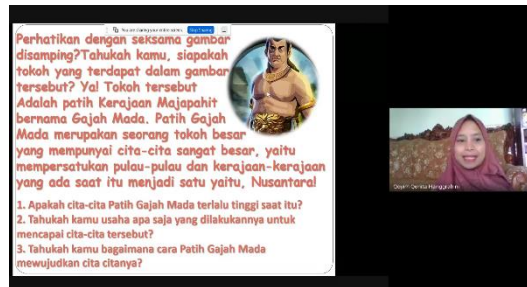 Perhatikan dengan seksama gambar
disamping?Tahukah kamu, siapakah
tokoh yang terdapat dalam gambar
tersebut? Ya! Tokoh tersebut
Adalah patih Kerajaan Majapahit
bernama Gajah Mada. Patih Gajah
Mada merupakan seorang tokoh besar
yang mempunyai cita-cita sangat besar, yaitu
mempersatukan pulau-pulau dan kerajaan-kerajaan
yang ada saat itu menjadi satu yaitu, Nusantara!
1. Apakah cita-cita Patih Gajah Mada terlalu tinggi saat itu?
2. Tahukah kamu usaha apa saja yang dilakukannya untuk
mencapai cita-cita tersebut?
3. Tahukah kamu bagaimana cara Patih Gajah Mada
mewujudkan cita citanya?